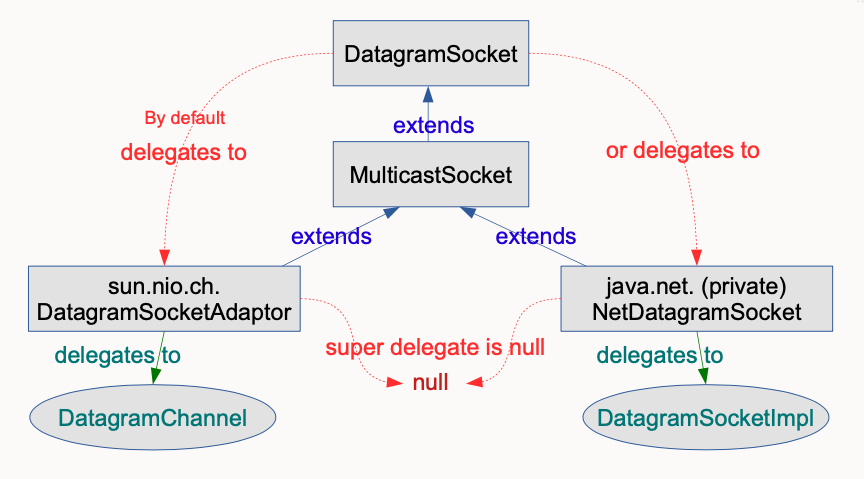 DatagramSocket
By default
delegates to
extends
or delegates to
MulticastSocket
extends
extends
sun.nio.ch.
DatagramSocketAdaptor
java.net. (private)
NetDatagramSocket
delegates to
super delegate is null
delegates to
null
DatagramChannel
DatagramSocketImpl